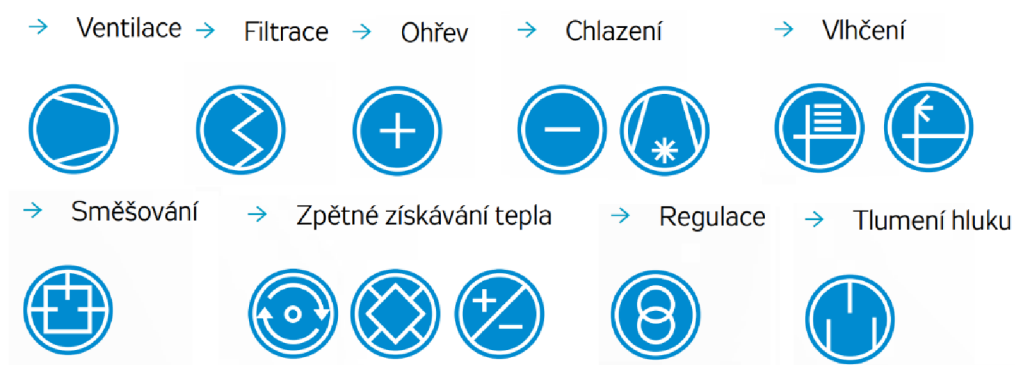 → Ventilace → Filtrace → Ohřev → Chlazení → Vlhčení
→ Směšování → Zpětné získávání tepla → Regulace → Tlumení hluku